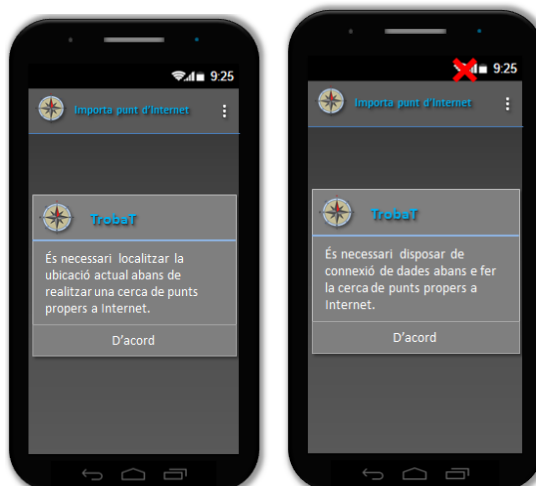 9:25
Importa punt d'Internet
TrobaT
És necessari localitzar la
ubicació actual abans de
realitzar una cerca de punts
propers a Internet.
D'acord
9:25
Importa punt d'Internet
TrobaT
És necessari disposar de
connexió de dades abans e fer
la cerca de punts propers a
Internet.
D'acord